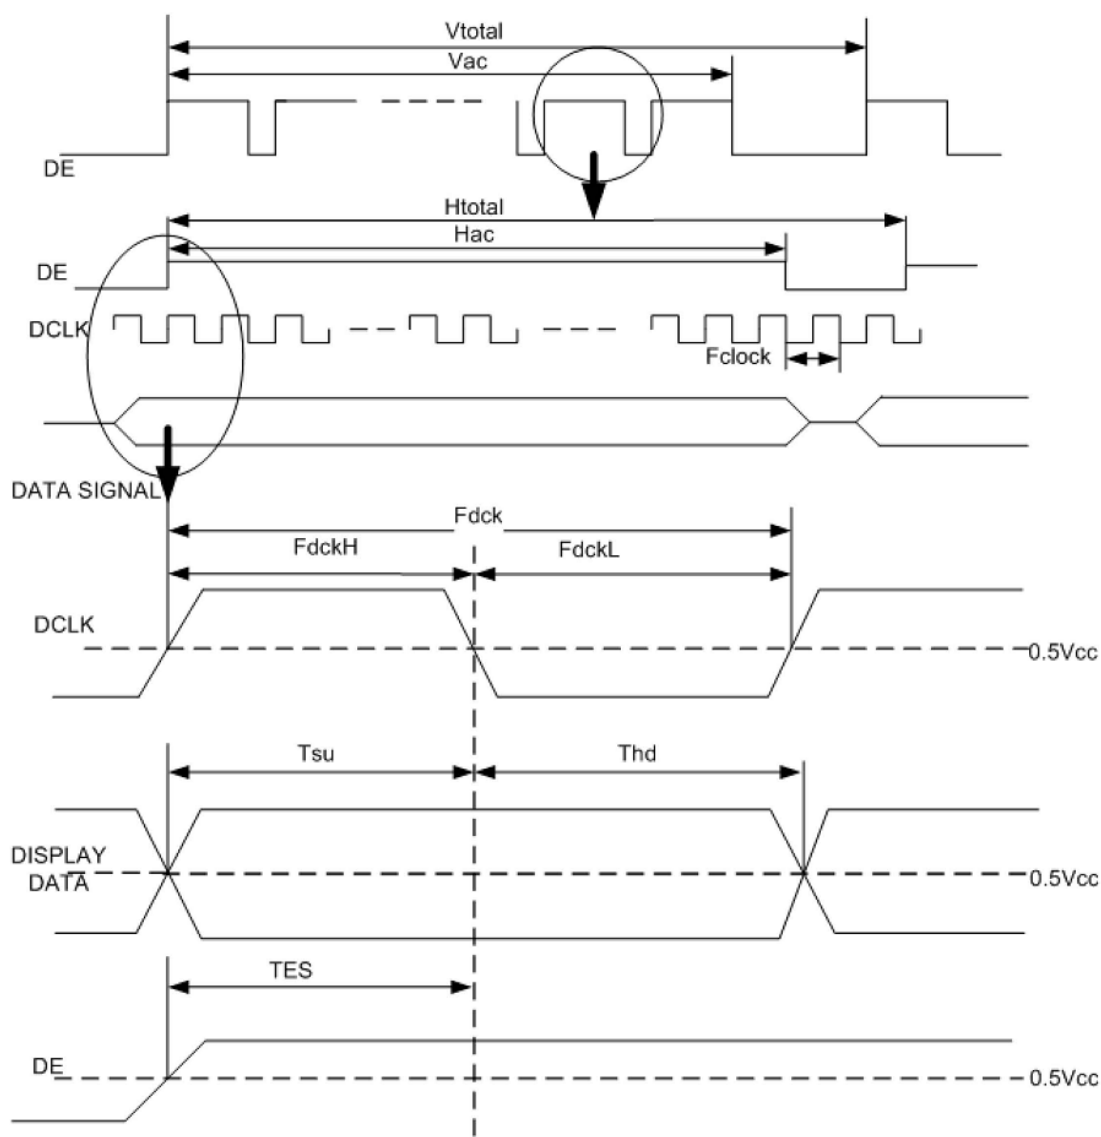 Vtotal
Vac
DE
Htotal
Hac
DE
DCLK
Fclock
DATA SIGNAL
Fdck
FdckH
FdckL
DCLK
0.5Vcc
Tsu
Thd
DISPLAY
DATA
0.5Vcc
TES
DE
0.5Vcc